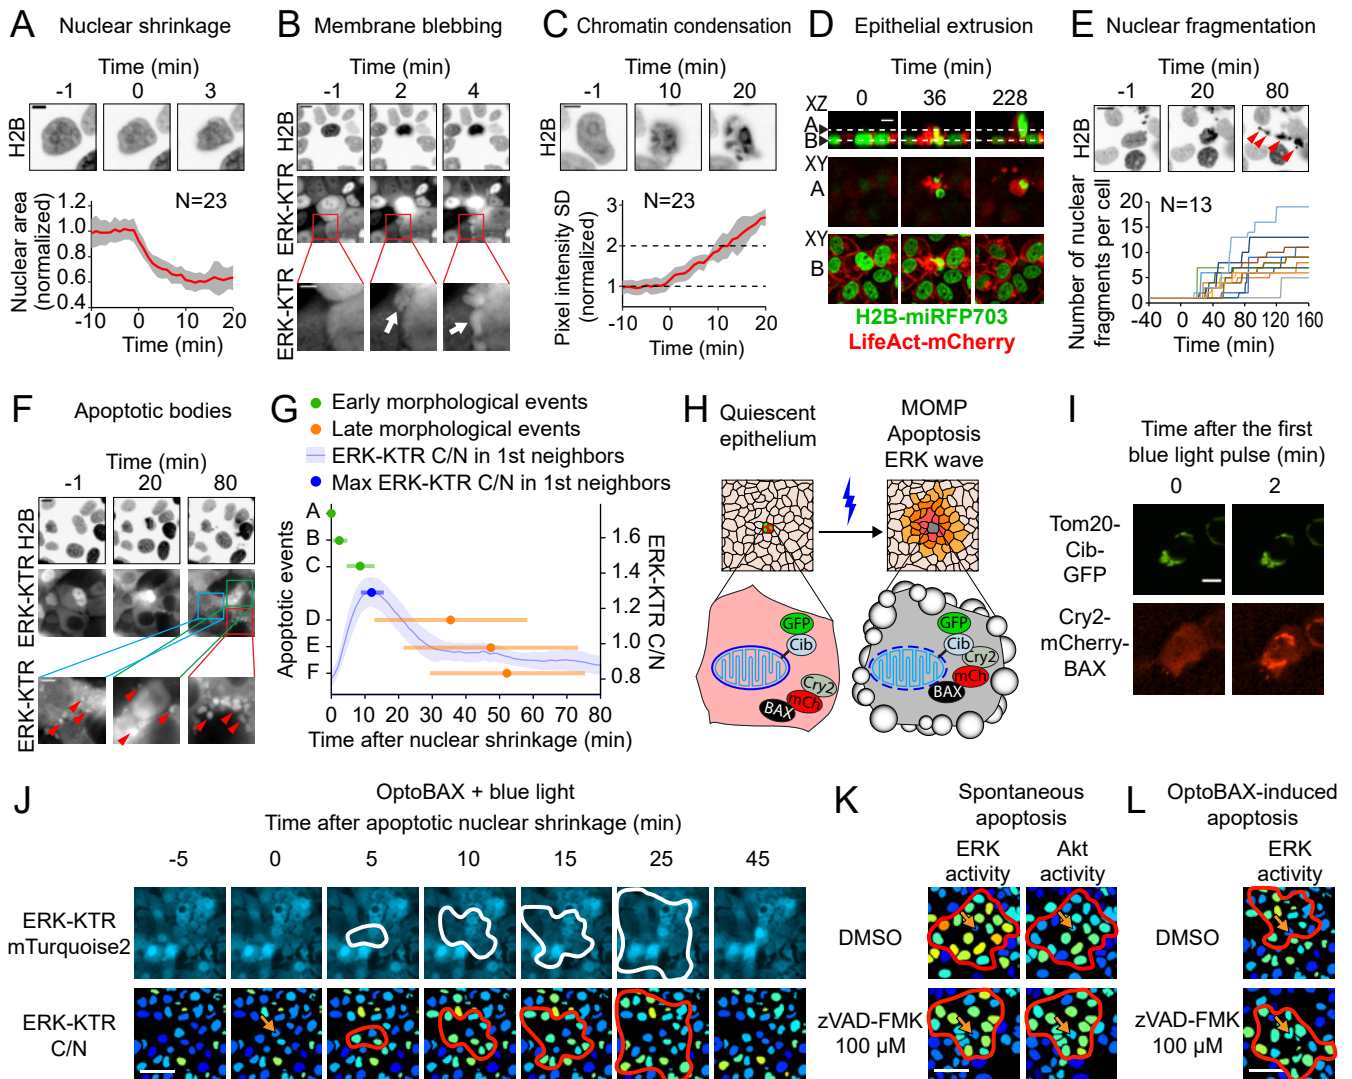 A Nuclear shrinkage
Time (min)
-1 0 3
H2B
Nuclear area
(normalized)
N=23
1.2
1.0
0.8
0.6
0.4
-10 0 10 20
Time (min)
B Membrane blebbing
Time (min)
-1 2 4
H2B
ERK-KTR
ERK-KTR
C Chromatin condensation
Time (min)
-1 10 20
H2B
Pixel intensity SD
(normalized)
N=23
3
2
1
-10 0 10 20
Time (min)
D Epithelial extrusion
Time (min)
XZ 0 36 228
A
B
XY
A
XY
B
H2B-miRFP703
LifeAct-mCherry
E Nuclear fragmentation
Time (min)
-1 20 80
H2B
Number of nuclear
fragments per cell
N=13
20
15
10
5
0
-40 0 40 80 120 160
Time (min)
F Apoptotic bodies
Time (min)
-1 20 80
H2B
ERK-KTR
ERK-KTR
G
Early morphological events
Late morphological events
ERK-KTR C/N in 1st neighbors
Max ERK-KTR C/N in 1st neighbors
Apoptotic events
A
B
C
D
E
F
1.6
1.4
1.2
1.0
0.8
ERK-KTR C/N
0 10 20 30 40 50 60 70 80
Time after nuclear shrinkage (min)
H
Quiescent
epithelium
MOMP
Apoptosis
ERK wave
GFP
Cib
Cry2
mCh
BAX
GFP
Cib
Cry2
mCh
BAX
I
Time after the first
blue light pulse (min)
0 2
Tom20-
Cib-
GFP
Cry2-
mCherry-
BAX
J OptoBAX + blue light
Time after apoptotic nuclear shrinkage (min)
-5 0 5 10 15 25 45
ERK-KTR
mTurquoise2
ERK-KTR
C/N
K Spontaneous
apoptosis
ERK
activity
Akt
activity
DMSO
zVAD-FMK
100 µM
L OptoBAX-induced
apoptosis
ERK
activity
DMSO
zVAD-FMK
100 µM